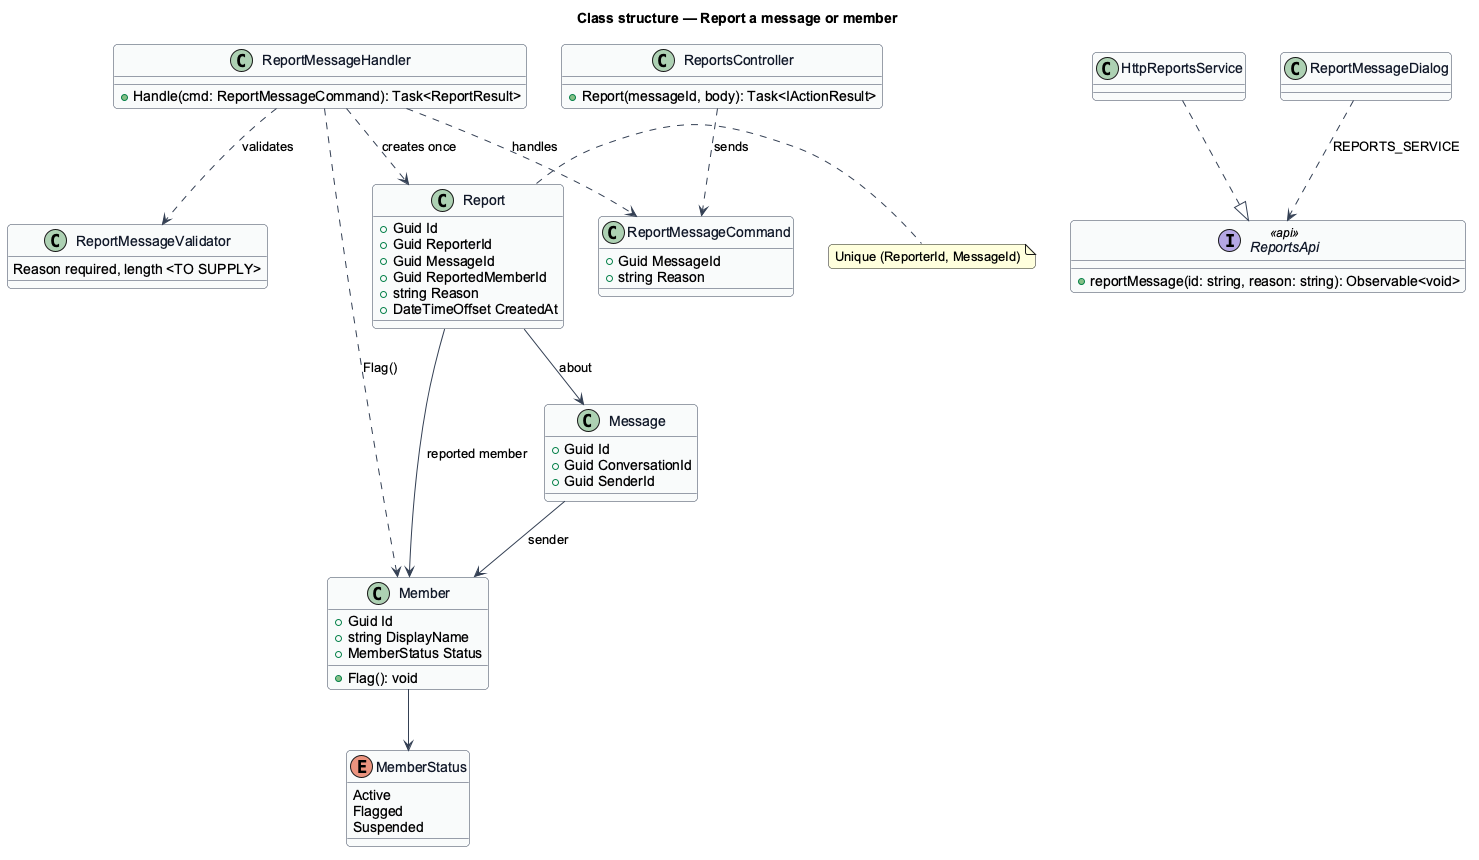 Class structure — Report a message or member
C ReportMessageHandler
Handle(cmd: ReportMessageCommand): Task<ReportResult>
C ReportsController
Report(messageId, body): Task<IActionResult>
C HttpReportsService
C ReportMessageDialog
validates
creates once
handles
sends
REPORTS_SERVICE
C ReportMessageValidator
Reason required, length <TO SUPPLY>
C Report
Guid Id
Guid ReporterId
Guid MessageId
Guid ReportedMemberId
string Reason
DateTimeOffset CreatedAt
C ReportMessageCommand
Guid MessageId
string Reason
Unique (ReporterId, MessageId)
I «api»
ReportsApi
reportMessage(id: string, reason: string): Observable<void>
Flag()
about
reported member
C Message
Guid Id
Guid ConversationId
Guid SenderId
sender
C Member
Guid Id
string DisplayName
MemberStatus Status
Flag(): void
E MemberStatus
Active
Flagged
Suspended